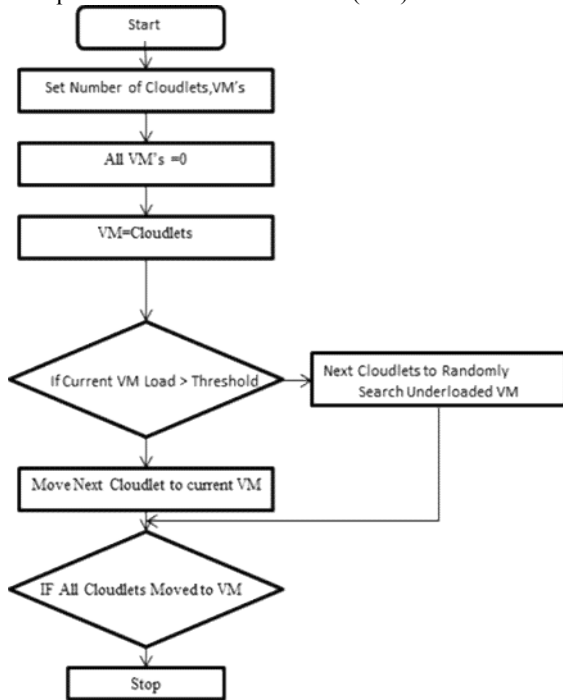 Start
Set Number of Cloudlets,VM's
All VM's =0
VM=Cloudlets
If Current VM Load > Threshold
Next Cloudlets to Randomly
Search Underloaded VM
Move Next Cloudlet to current VM
IF All Cloudlets Moved to VM
Stop